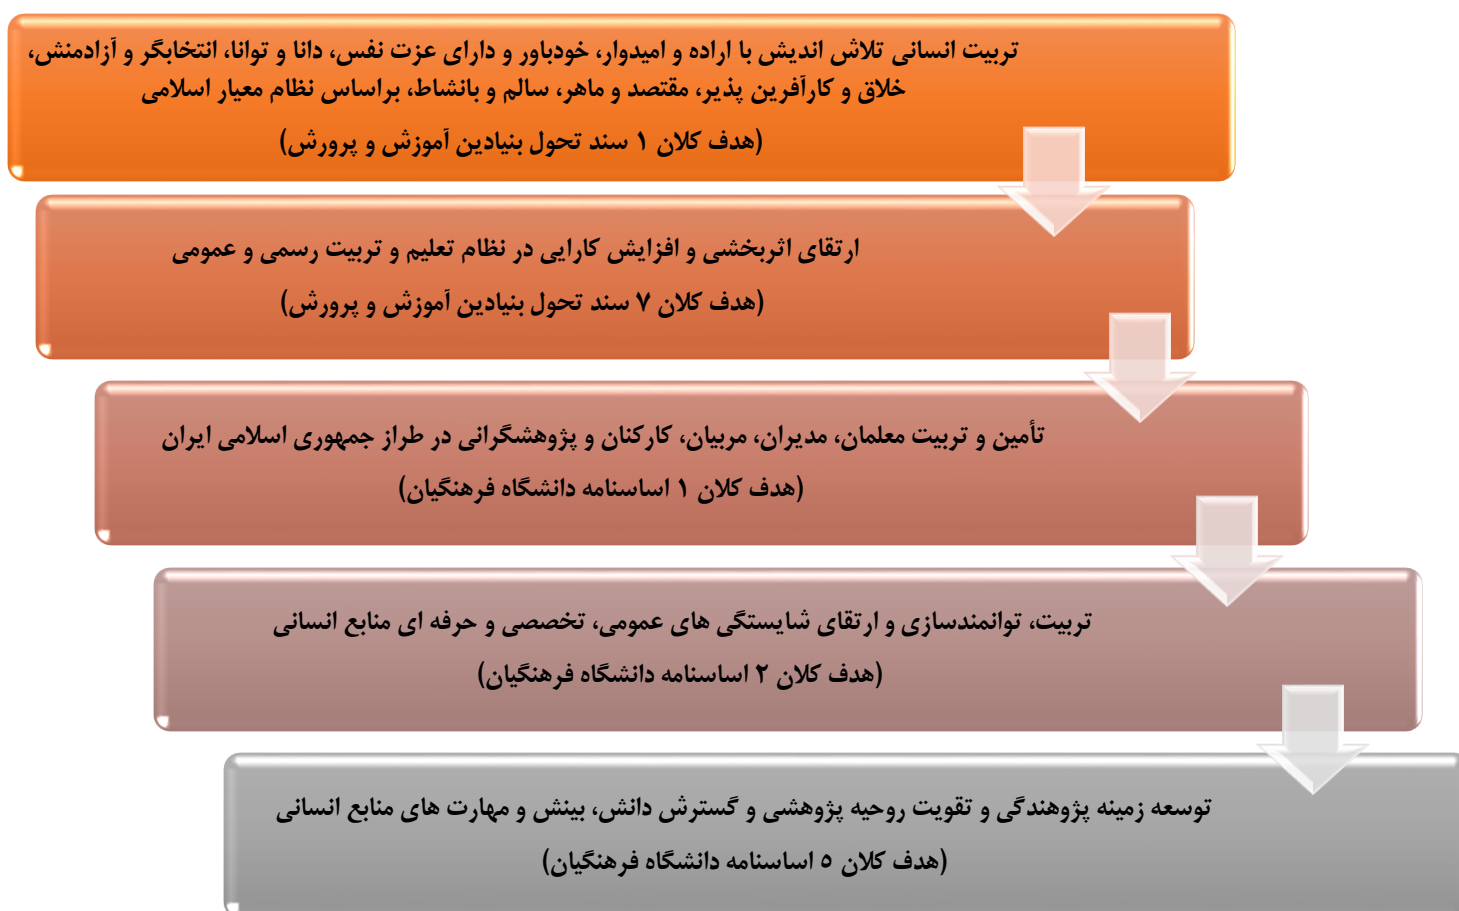 تربیت انسانی تلاش اندیش با اراده و امیدوار، خودباور و دارای عزت نفس، دانا و توانا، انتخابگر و آزادمنش،
خلاق و کارآفرین پذیر، مقتصد و ماهر، سالم و بانشاط، براساس نظام معیار اسلامی
(هدف کلان ۱ سند تحول بنیادین آموزش و پرورش)
ارتقای اثربخشی و افزایش کارایی در نظام تعلیم و تربیت رسمی و عمومی
(هدف کلان ۷ سند تحول بنیادین آموزش و پرورش)
تأمین و تربیت معلمان، مدیران، مربیان، کارکنان و پژوهشگرانی در طراز جمهوری اسلامی ایران
(هدف کلان ۱ اساسنامه دانشگاه فرهنگیان)
تربیت، توانمندسازی و ارتقای شایستگی های عمومی، تخصصی و حرفه ای منابع انسانی
(هدف کلان ۲ اساسنامه دانشگاه فرهنگیان)
توسعه زمینه پژوهندگی و تقویت روحیه پژوهشی و گسترش دانش، بینش و مهارت های منابع انسانی
(هدف کلان ۵ اساسنامه دانشگاه فرهنگیان)